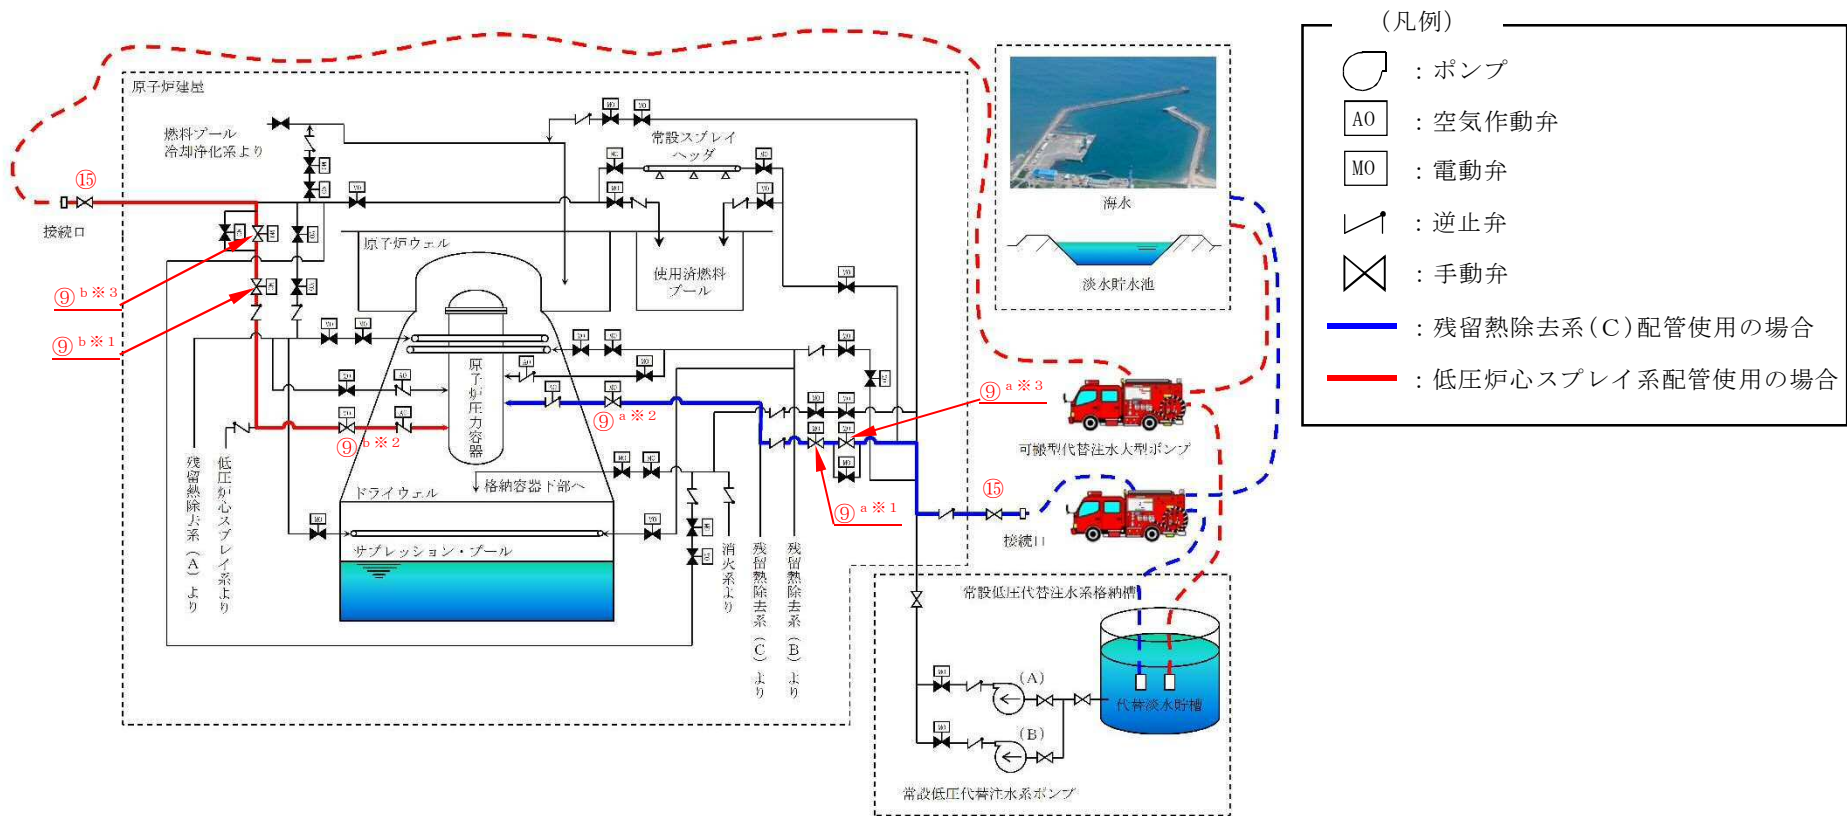 原子炉建屋
燃料プール
冷却浄化系より
常設スプレイ
ヘッダ
⑮
接続口
原子炉ウェル
使用済燃料
プール
⑨b※3
⑨b※1
⑨b※2
原子炉圧力容器
⑨a※2
⑨a※3
⑨a※1
⑮
接続口
格納容器下部へ
ドライウェル
サプレッション・プール
残留熱除去系(A)より
低圧炉心スプレイ系より
消火系より
残留熱除去系(C)より
残留熱除去系(B)より
海水
淡水貯水池
可搬型代替注水大型ポンプ
常設低圧代替注水系格納槽
(A)
(B)
代替淡水貯槽
常設低圧代替注水系ポンプ
(凡例)
:ポンプ
AO :空気作動弁
MO :電動弁
:逆止弁
:手動弁
:残留熱除去系(C)配管使用の場合
:低圧炉心スプレイ系配管使用の場合